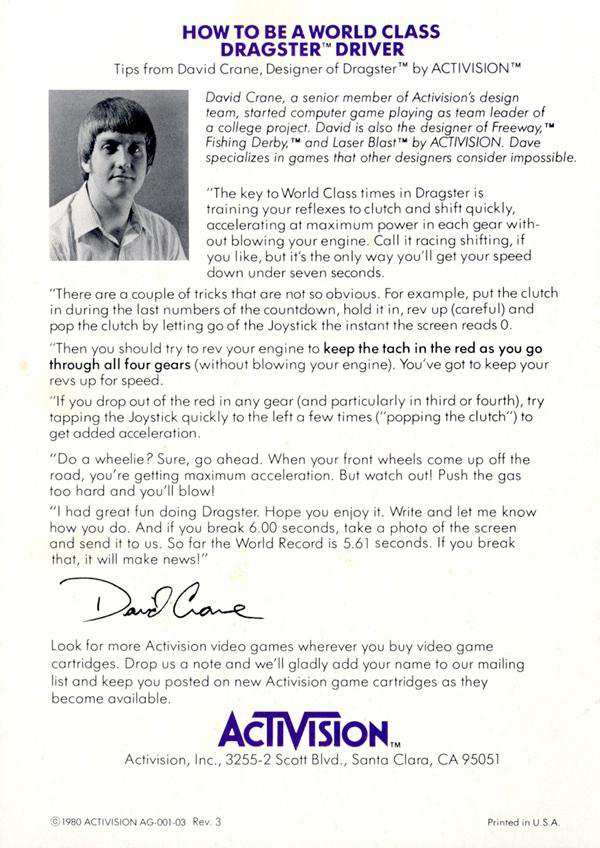 HOW TO BE A WORLD CLASS
DRAGSTER™ DRIVER
Tips from David Crane, Designer of Dragster™ by ACTIVISION™
David Crane, a senior member of Activision's design
team, started computer game playing as team leader of
a college project. David is also the designer of Freeway,™
Fishing Derby,™ and Laser Blast™ by ACTIVISION. Dave
specializes in games that other designers consider impossible.
"The key to World Class times in Dragster is
training your reflexes to clutch and shift quickly,
accelerating at maximum power in each gear with-
out blowing your engine. Call it racing shifting, if
you like, but it's the only way you'll get your speed
down under seven seconds.
"There are a couple of tricks that are not so obvious. For example, put the clutch
in during the last numbers of the countdown, hold it in, rev up (careful) and
pop the clutch by letting go of the Joystick the instant the screen reads 0.
"Then you should try to rev your engine to keep the tach in the red as you go
through all four gears (without blowing your engine). You've got to keep your
revs up for speed.
"If you drop out of the red in any gear (and particularly in third or fourth), try
tapping the Joystick quickly to the left a few times ("popping the clutch") to
get added acceleration.
"Do a wheelie? Sure, go ahead. When your front wheels come up off the
road, you're getting maximum acceleration. But watch out! Push the gas
too hard and you'll blow!
"I had great fun doing Dragster. Hope you enjoy it. Write and let me know
how you do. And if you break 6.00 seconds, take a photo of the screen
and send it to us. So far the World Record is 5.61 seconds. If you break
that, it will make news!"
David Crane
Look for more Activision video games wherever you buy video game
cartridges. Drop us a note and we'll gladly add your name to our mailing
list and keep you posted on new Activision game cartridges as they
become available.
ACTIVISION™
Activision, Inc., 3255-2 Scott Blvd., Santa Clara, CA 95051
©1980 ACTIVISION AG-001-03 Rev. 3
Printed in U.S.A.